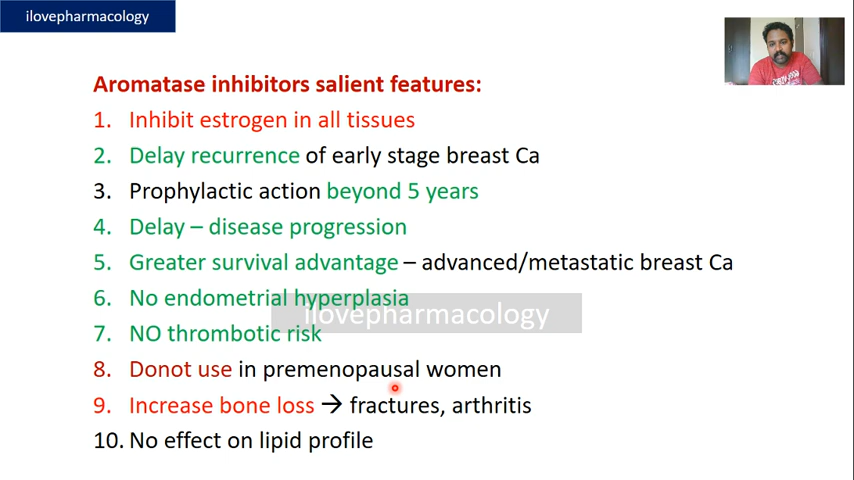 ilovepharmacology
Aromatase inhibitors salient features:
1. Inhibit estrogen in all tissues
2. Delay recurrence of early stage breast Ca
3. Prophylactic action beyond 5 years
4. Delay – disease progression
5. Greater survival advantage – advanced/metastatic breast Ca
6. No endometrial hyperplasia
ilovepharmacology
7. NO thrombotic risk
8. Donot use in premenopausal women
9. Increase bone loss → fractures, arthritis
10. No effect on lipid profile